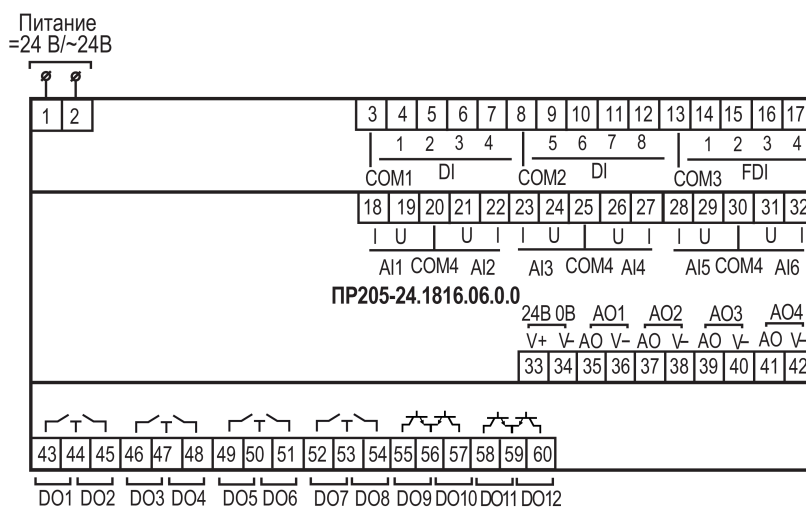 Питание
=24 В/~24В
1 2 3 4 5 6 7 8 9 10 11 12 13 14 15 16 17
1 2 3 4 5 6 7 8 1 2 3 4
COM1 DI COM2 DI COM3 FDI
18 19 20 21 22 23 24 25 26 27 28 29 30 31 32
I U U I I U U I I U U I
AI1 COM4 AI2 AI3 COM4 AI4 AI5 COM4 AI6
ПР205-24.1816.06.0.0
24В 0В AO1 AO2 AO3 AO4
V+ V– AO V– AO V– AO V– AO V–
33 34 35 36 37 38 39 40 41 42
43 44 45 46 47 48 49 50 51 52 53 54 55 56 57 58 59 60
DO1 DO2 DO3 DO4 DO5 DO6 DO7 DO8 DO9 DO10 DO11 DO12